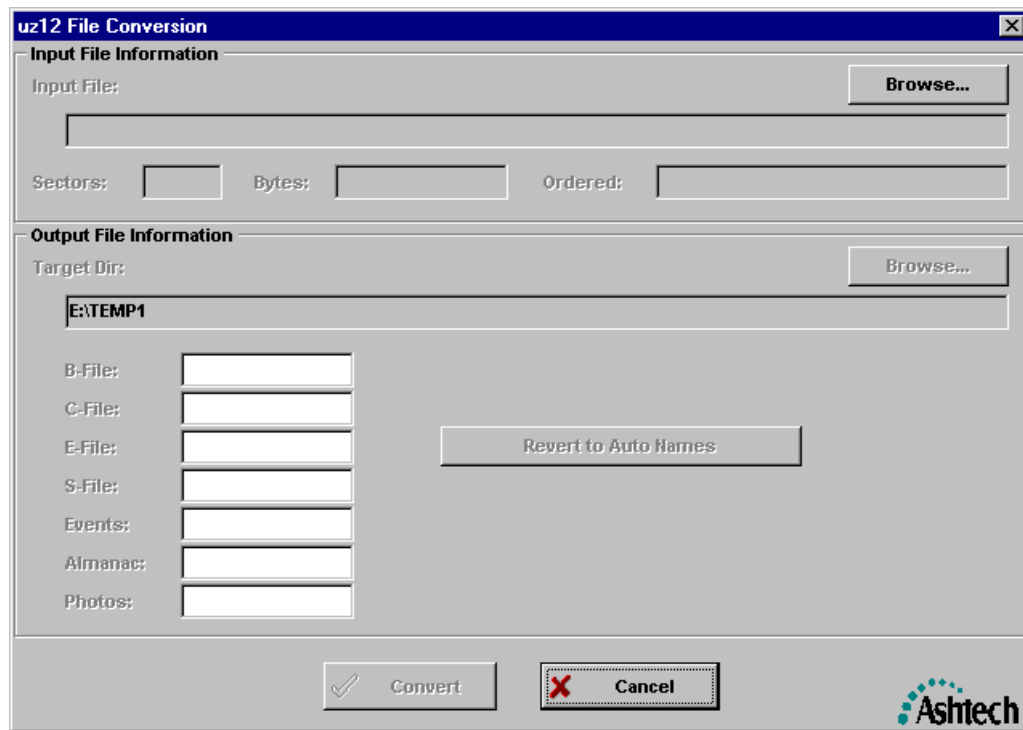 uz12 File Conversion
Input File Information
Input File:
Browse...
Sectors:
Bytes:
Ordered:
Output File Information
Target Dir:
Browse...
E:\TEMP1
B-File:
C-File:
E-File:
Revert to Auto Names
S-File:
Events:
Almanac:
Photos:
Convert
Cancel
Ashtech